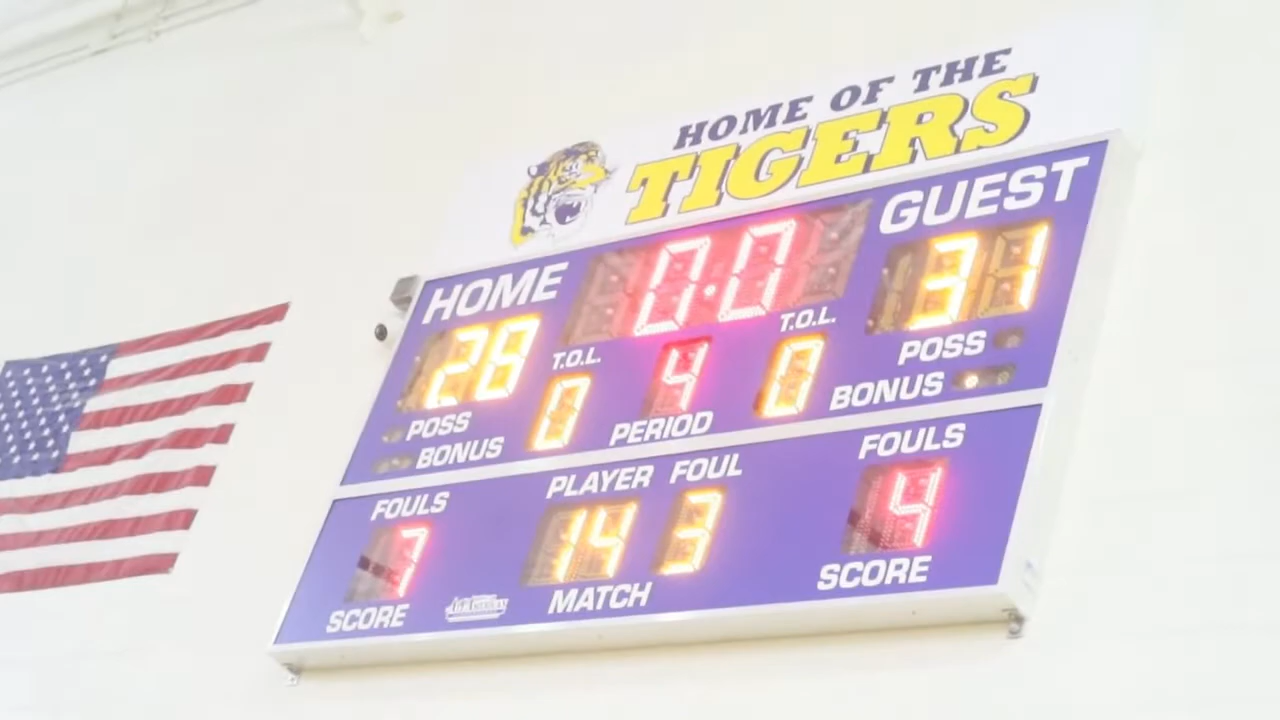 HOME OF THE
TIGERS
HOME
0.0
GUEST
28
31
T.O.L.
T.O.L.
0
4
0
POSS
BONUS
PERIOD
POSS
BONUS
FOULS
PLAYER FOUL
FOULS
7
14 3
4
SCORE
MATCH
SCORE